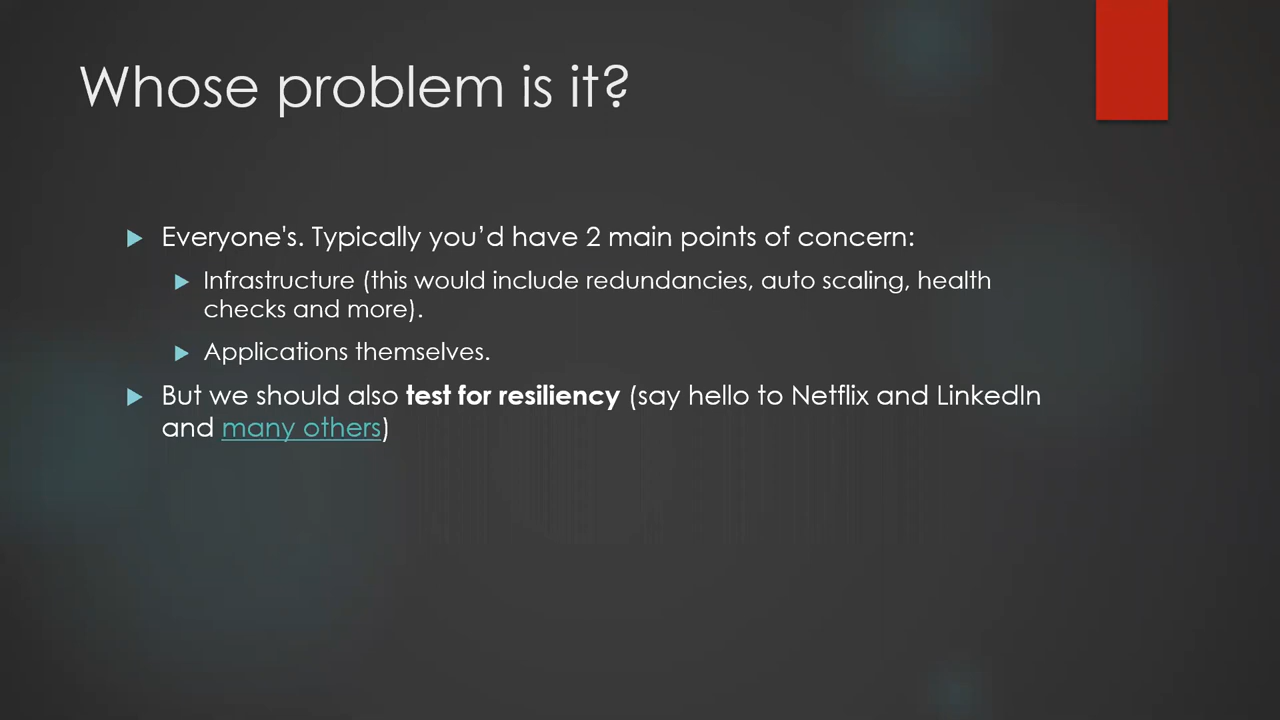 Whose problem is it?
Everyone's. Typically you’d have 2 main points of concern:
Infrastructure (this would include redundancies, auto scaling, health
checks and more).
Applications themselves.
But we should also test for resiliency (say hello to Netflix and LinkedIn
and many others)